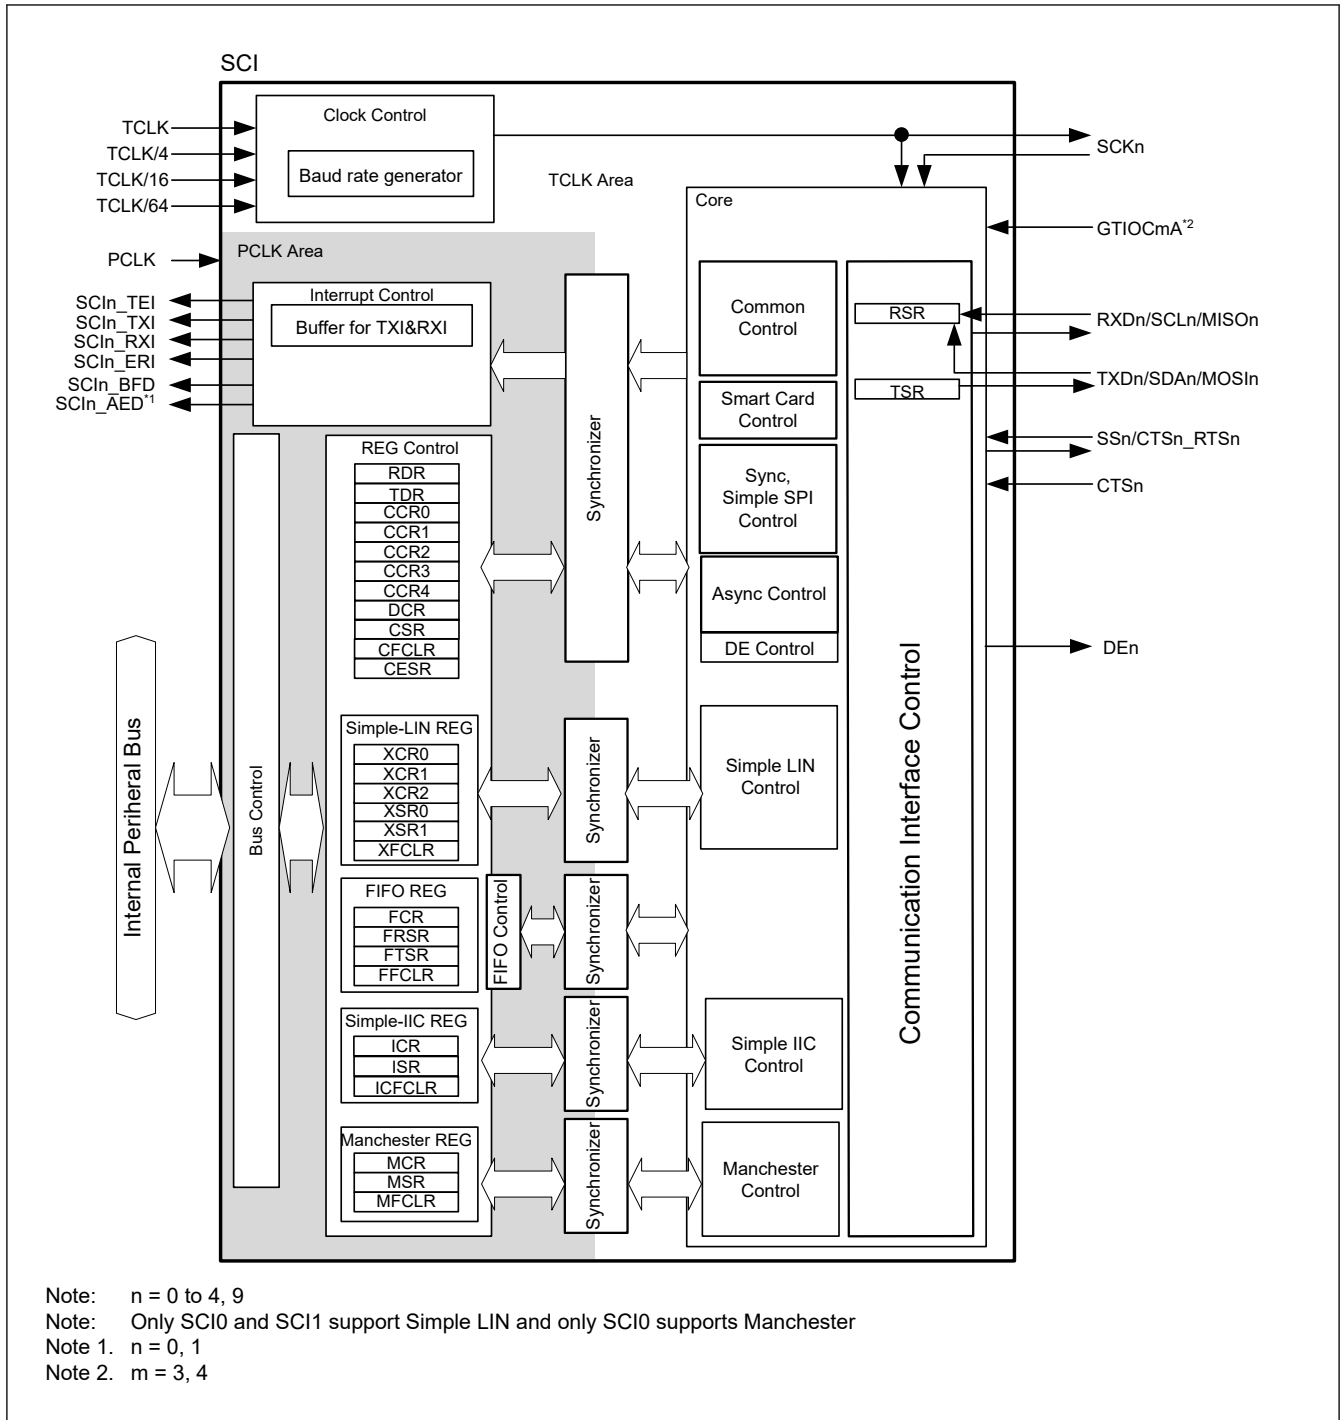 SCI
Clock Control
Baud rate generator
TCLK
TCLK/4
TCLK/16
TCLK/64
PCLK
TCLK Area
PCLK Area
SCKn
Core
GTIOCmA*2
SCIn_TEI
SCIn_TXI
SCIn_RXI
SCIn_ERI
SCIn_BFD
SCIn_AED*1
Interrupt Control
Buffer for TXI&RXI
REG Control
RDR
TDR
CCR0
CCR1
CCR2
CCR3
CCR4
DCR
CSR
CFCLR
CESR
Simple-LIN REG
XCR0
XCR1
XCR2
XSR0
XSR1
XFCLR
FIFO REG
FCR
FRSR
FTSR
FFCLR
FIFO Control
Simple-IIC REG
ICR
ISR
ICFCLR
Manchester REG
MCR
MSR
MFCLR
Internal Periheral Bus
Bus Control
Synchronizer
Synchronizer
Synchronizer
Synchronizer
Synchronizer
Common
Control
Smart Card
Control
Sync,
Simple SPI
Control
Async Control
DE Control
Simple LIN
Control
Simple IIC
Control
Manchester
Control
RSR
TSR
Communication Interface Control
RXDn/SCLn/MISOn
TXDn/SDAn/MOSIn
SSn/CTSn_RTSn
CTSn
DEn
Note: n = 0 to 4, 9
Note: Only SCI0 and SCI1 support Simple LIN and only SCI0 supports Manchester
Note 1. n = 0, 1
Note 2. m = 3, 4